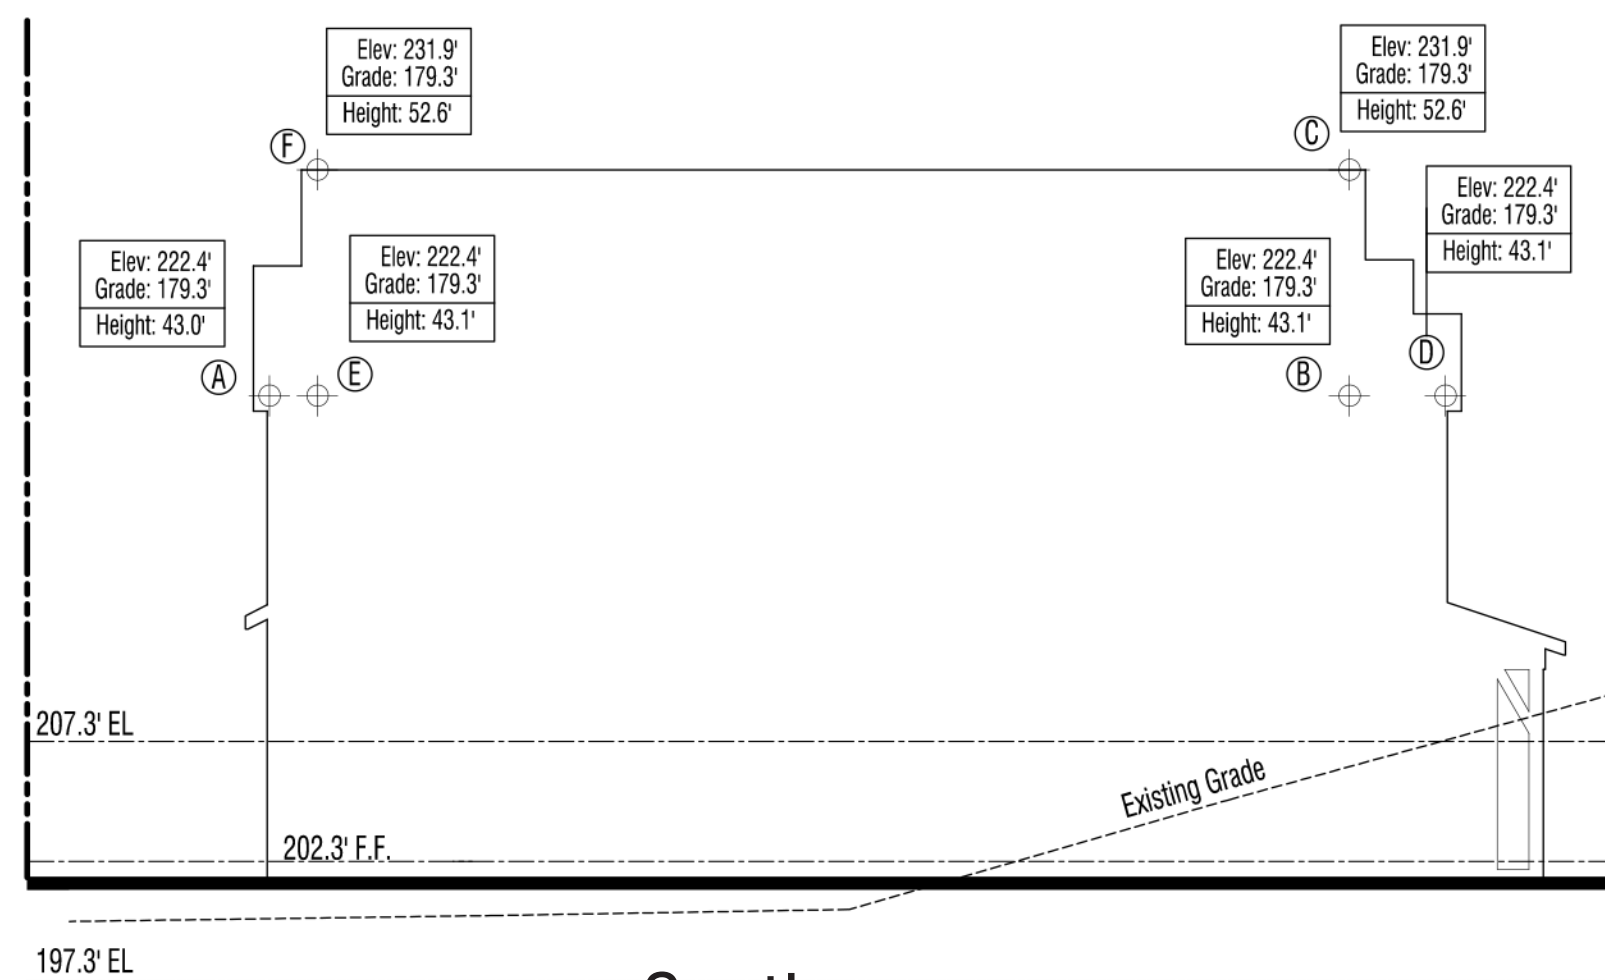 Elev: 231.9'
Grade: 179.3'
Height: 52.6'
F
Elev: 231.9'
Grade: 179.3'
Height: 52.6'
C
Elev: 222.4'
Grade: 179.3'
Height: 43.0'
A
Elev: 222.4'
Grade: 179.3'
Height: 43.1'
E
Elev: 222.4'
Grade: 179.3'
Height: 43.1'
B
Elev: 222.4'
Grade: 179.3'
Height: 43.1'
D
207.3' EL
Existing Grade
202.3' F.F.
197.3' EL